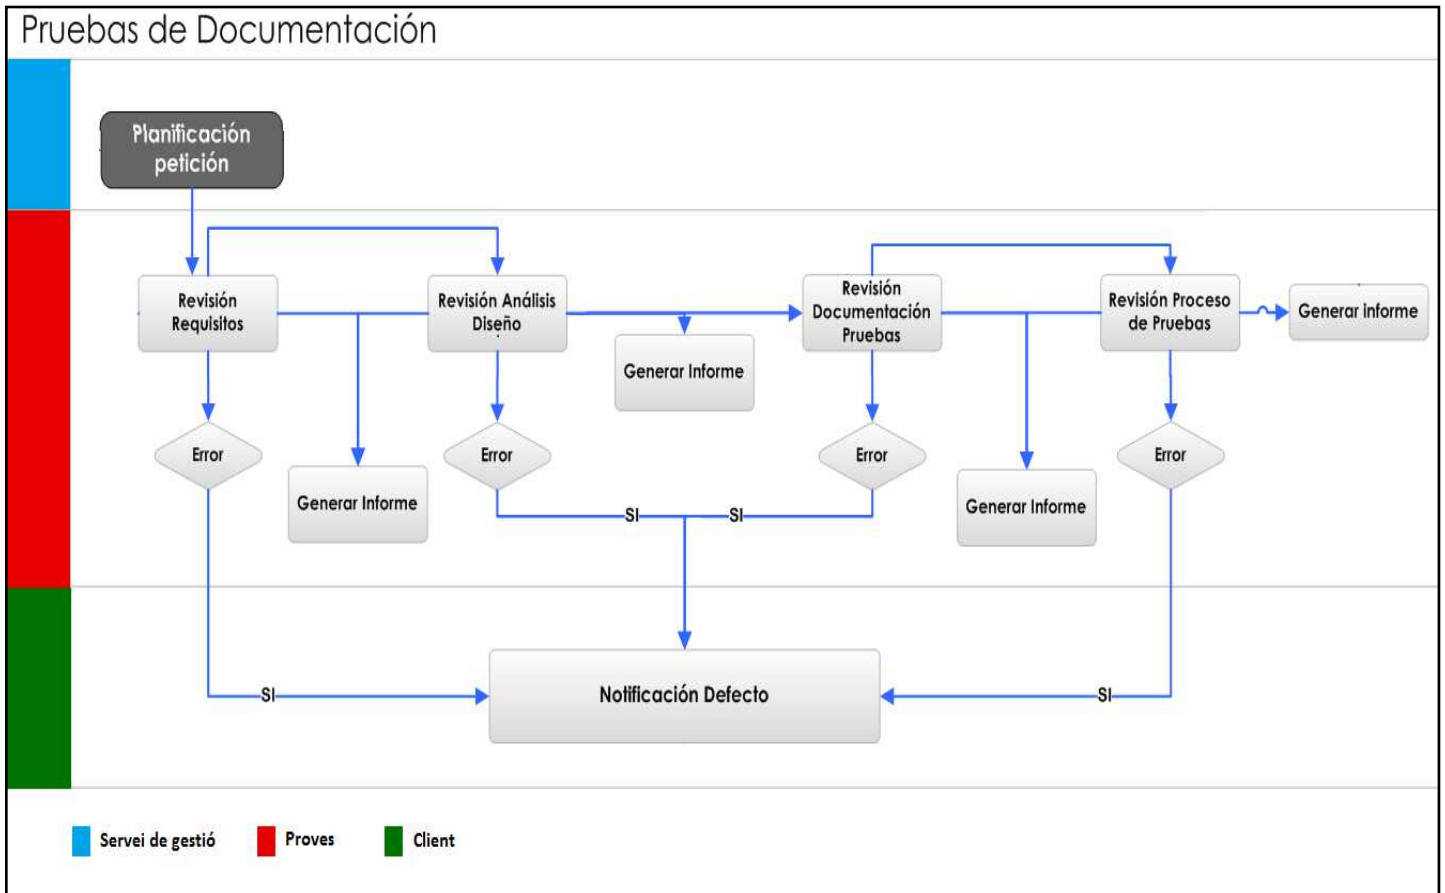 Pruebas de Documentación
Planificación
petición
Revisión
Requisitos
Revisión Análisis
Diseño
Revisión
Documentación
Pruebas
Revisión Proceso
de Pruebas
Generar informe
Generar Informe
Error
Error
Error
Error
Generar Informe
Generar Informe
SI
SI
Notificación Defecto
SI
SI
Servei de gestió
Proves
Client